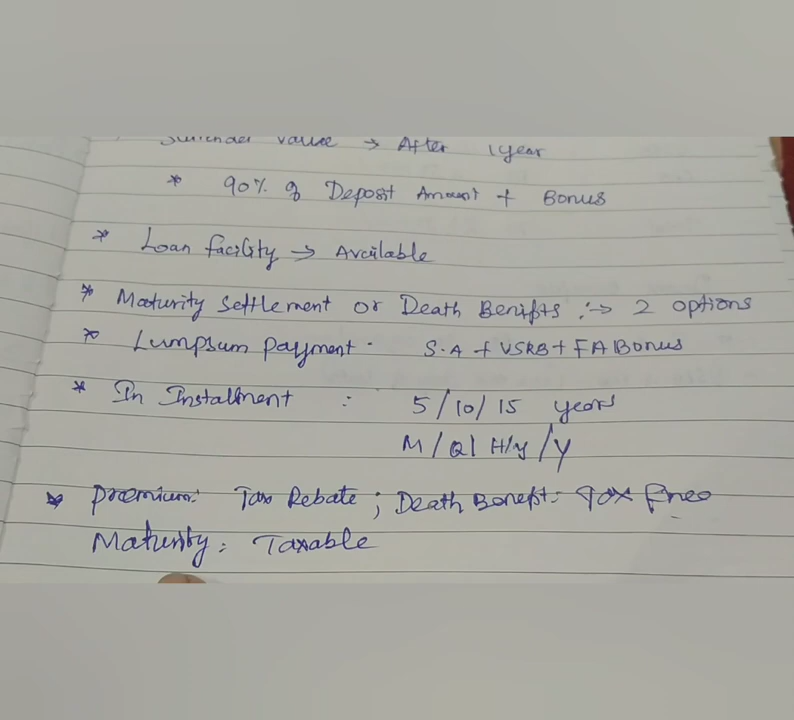 Surrender value → After 1 year
* 90% of Deposit Amount + Bonus
* Loan facility → Available
* Maturity Settlement or Death Benifts :→ 2 options
* Lumpsum payment. S.A + VSRB + FA Bonus
* In Installment : 5/10/15 years
M/Q/H/y/Y
* premium: Tax Rebate ; Death Benefit:- Tax Free
Maturity: Taxable